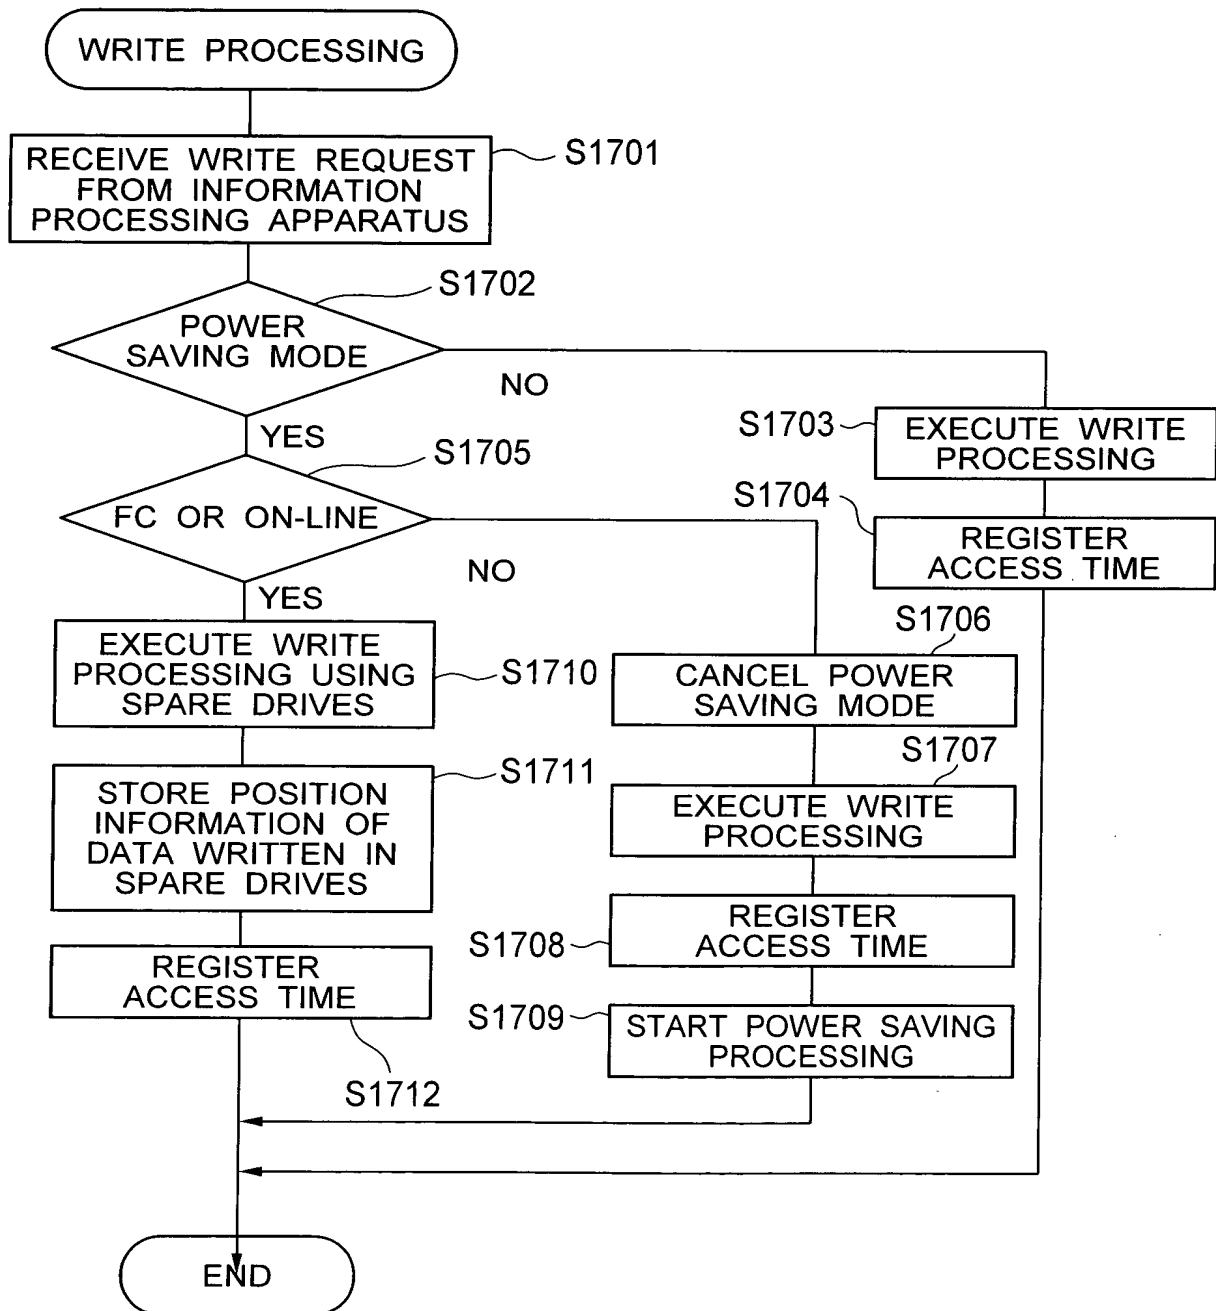 WRITE PROCESSING
RECEIVE WRITE REQUEST
FROM INFORMATION
PROCESSING APPARATUS
S1701
S1702
POWER
SAVING MODE
NO
YES
S1703
EXECUTE WRITE
PROCESSING
S1704
REGISTER
ACCESS TIME
S1705
FC OR ON-LINE
NO
YES
S1706
CANCEL POWER
SAVING MODE
S1707
EXECUTE WRITE
PROCESSING
S1708
REGISTER
ACCESS TIME
S1709
START POWER SAVING
PROCESSING
EXECUTE WRITE
PROCESSING USING
SPARE DRIVES
S1710
STORE POSITION
INFORMATION OF
DATA WRITTEN IN
SPARE DRIVES
S1711
REGISTER
ACCESS TIME
S1712
END